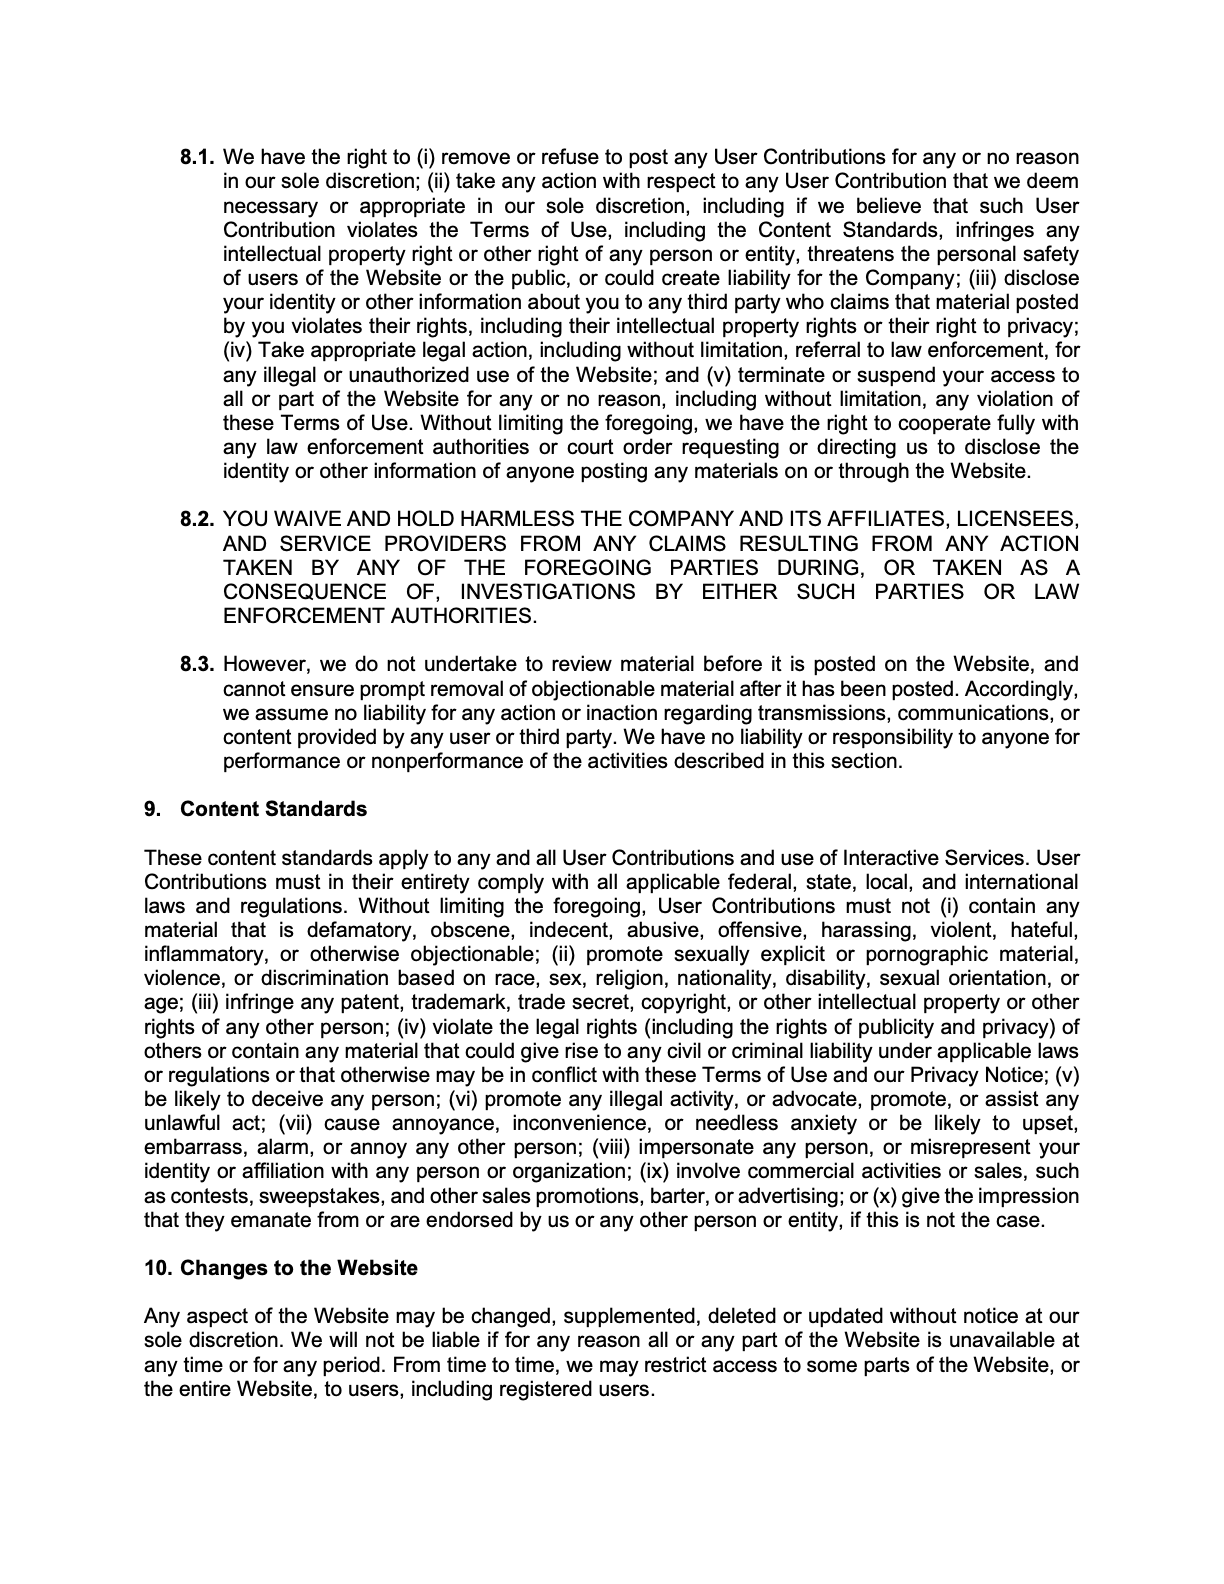 8.1. We have the right to (i) remove or refuse to post any User Contributions for any or no reason
in our sole discretion; (ii) take any action with respect to any User Contribution that we deem
necessary or appropriate in our sole discretion, including if we believe that such User
Contribution violates the Terms of Use, including the Content Standards, infringes any
intellectual property right or other right of any person or entity, threatens the personal safety
of users of the Website or the public, or could create liability for the Company; (iii) disclose
your identity or other information about you to any third party who claims that material posted
by you violates their rights, including their intellectual property rights or their right to privacy;
(iv) Take appropriate legal action, including without limitation, referral to law enforcement, for
any illegal or unauthorized use of the Website; and (v) terminate or suspend your access to
all or part of the Website for any or no reason, including without limitation, any violation of
these Terms of Use. Without limiting the foregoing, we have the right to cooperate fully with
any law enforcement authorities or court order requesting or directing us to disclose the
identity or other information of anyone posting any materials on or through the Website.
8.2. YOU WAIVE AND HOLD HARMLESS THE COMPANY AND ITS AFFILIATES, LICENSEES,
AND SERVICE PROVIDERS FROM ANY CLAIMS RESULTING FROM ANY ACTION
TAKEN BY ANY OF THE FOREGOING PARTIES DURING, OR TAKEN AS A
CONSEQUENCE OF, INVESTIGATIONS BY EITHER SUCH PARTIES OR LAW
ENFORCEMENT AUTHORITIES.
8.3. However, we do not undertake to review material before it is posted on the Website, and
cannot ensure prompt removal of objectionable material after it has been posted. Accordingly,
we assume no liability for any action or inaction regarding transmissions, communications, or
content provided by any user or third party. We have no liability or responsibility to anyone for
performance or nonperformance of the activities described in this section.
9. Content Standards
These content standards apply to any and all User Contributions and use of Interactive Services. User
Contributions must in their entirety comply with all applicable federal, state, local, and international
laws and regulations. Without limiting the foregoing, User Contributions must not (i) contain any
material that is defamatory, obscene, indecent, abusive, offensive, harassing, violent, hateful,
inflammatory, or otherwise objectionable; (ii) promote sexually explicit or pornographic material,
violence, or discrimination based on race, sex, religion, nationality, disability, sexual orientation, or
age; (iii) infringe any patent, trademark, trade secret, copyright, or other intellectual property or other
rights of any other person; (iv) violate the legal rights (including the rights of publicity and privacy) of
others or contain any material that could give rise to any civil or criminal liability under applicable laws
or regulations or that otherwise may be in conflict with these Terms of Use and our Privacy Notice; (v)
be likely to deceive any person; (vi) promote any illegal activity, or advocate, promote, or assist any
unlawful act; (vii) cause annoyance, inconvenience, or needless anxiety or be likely to upset,
embarrass, alarm, or annoy any other person; (viii) impersonate any person, or misrepresent your
identity or affiliation with any person or organization; (ix) involve commercial activities or sales, such
as contests, sweepstakes, and other sales promotions, barter, or advertising; or (x) give the impression
that they emanate from or are endorsed by us or any other person or entity, if this is not the case.
10. Changes to the Website
Any aspect of the Website may be changed, supplemented, deleted or updated without notice at our
sole discretion. We will not be liable if for any reason all or any part of the Website is unavailable at
any time or for any period. From time to time, we may restrict access to some parts of the Website, or
the entire Website, to users, including registered users.